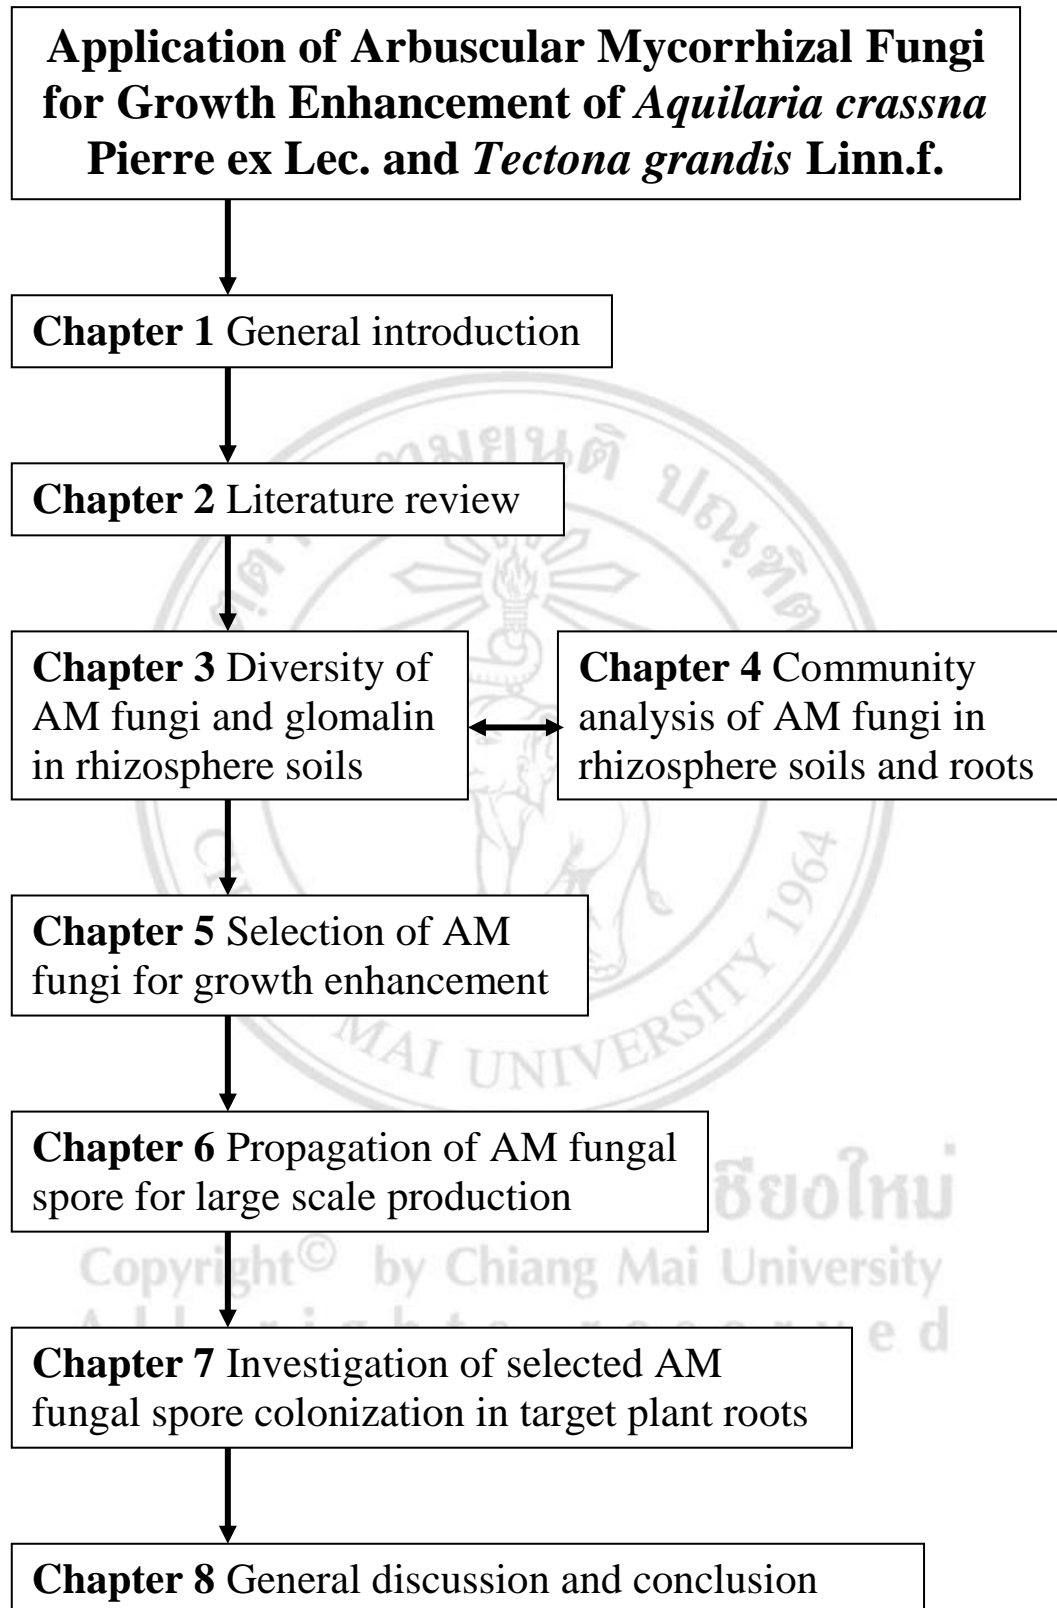 Application of Arbuscular Mycorrhizal Fungi
for Growth Enhancement of Aquilaria crassna
Pierre ex Lec. and Tectona grandis Linn.f.
Chapter 1 General introduction
Chapter 2 Literature review
Chapter 3 Diversity of
AM fungi and glomalin
in rhizosphere soils
Chapter 4 Community
analysis of AM fungi in
rhizosphere soils and roots
Chapter 5 Selection of AM
fungi for growth enhancement
MAI UNIVERSITY 1964
Chapter 6 Propagation of AM fungal
spore for large scale production
Copyright© by Chiang Mai University
Chapter 7 Investigation of selected AM
fungal spore colonization in target plant roots
Chapter 8 General discussion and conclusion